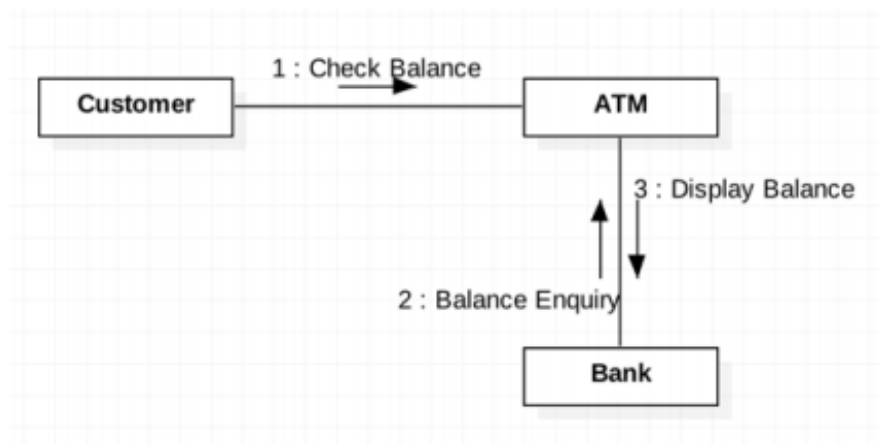 1 : Check Balance
Customer
ATM
3 : Display Balance
2 : Balance Enquiry
Bank